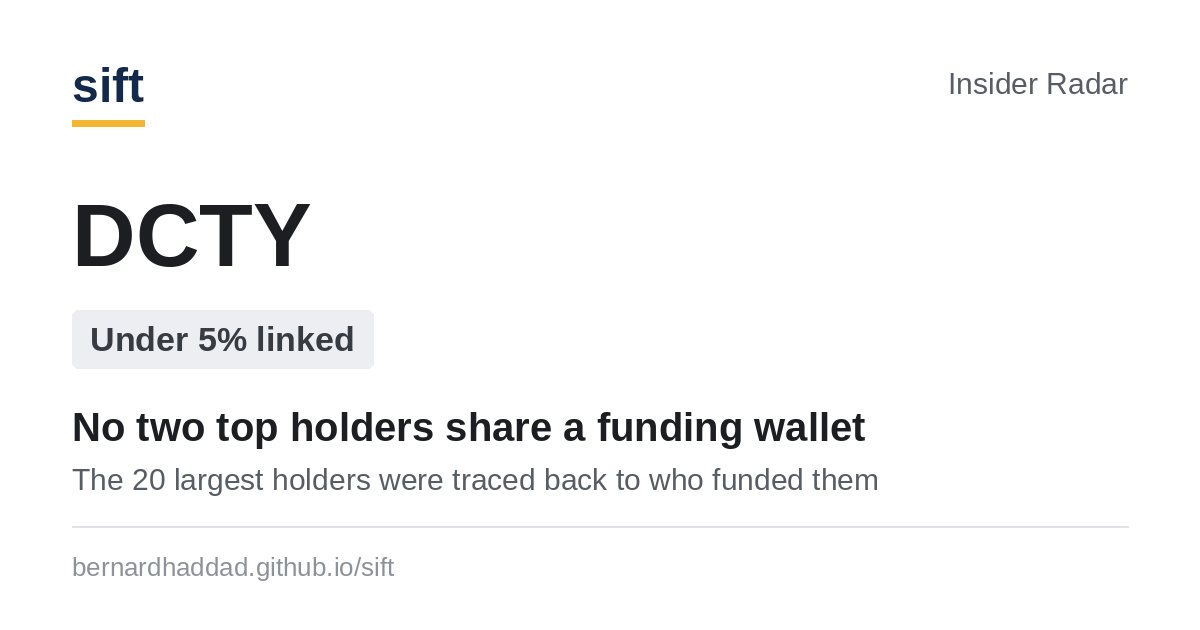 sift
Insider Radar
DCTY
Under 5% linked
No two top holders share a funding wallet
The 20 largest holders were traced back to who funded them
bernardhaddad.github.io/sift